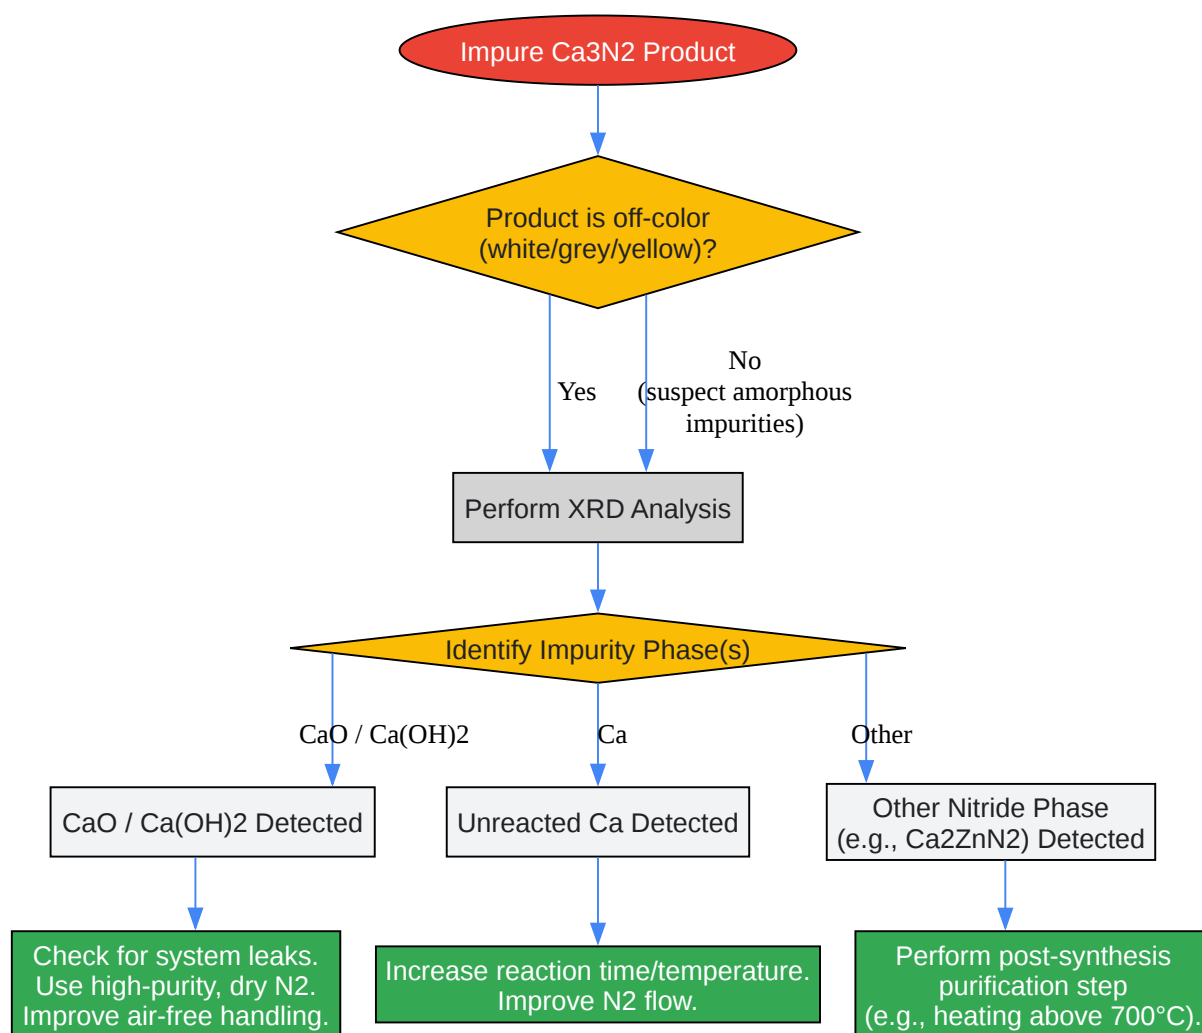 Impure Ca3N2 Product
Product is off-color
(white/grey/yellow)?
Yes
No
(suspect amorphous
impurities)
Perform XRD Analysis
Identify Impurity Phase(s)
CaO / Ca(OH)2
Ca
Other
CaO / Ca(OH)2 Detected
Unreacted Ca Detected
Other Nitride Phase
(e.g., Ca2ZnN2) Detected
Check for system leaks.
Use high-purity, dry N2.
Improve air-free handling.
Increase reaction time/temperature.
Improve N2 flow.
Perform post-synthesis
purification step
(e.g., heating above 700°C).